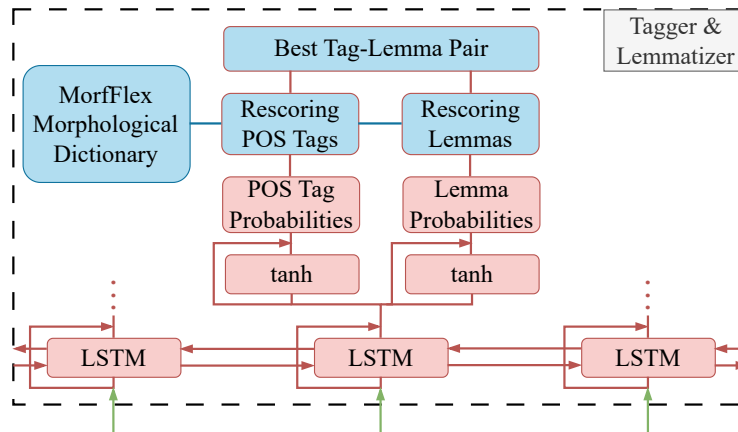 Tagger &
Lemmatizer
Best Tag-Lemma Pair
MorfFlex
Morphological
Dictionary
Rescoring
POS Tags
Rescoring
Lemmas
POS Tag
Probabilities
Lemma
Probabilities
tanh
tanh
LSTM
LSTM
LSTM